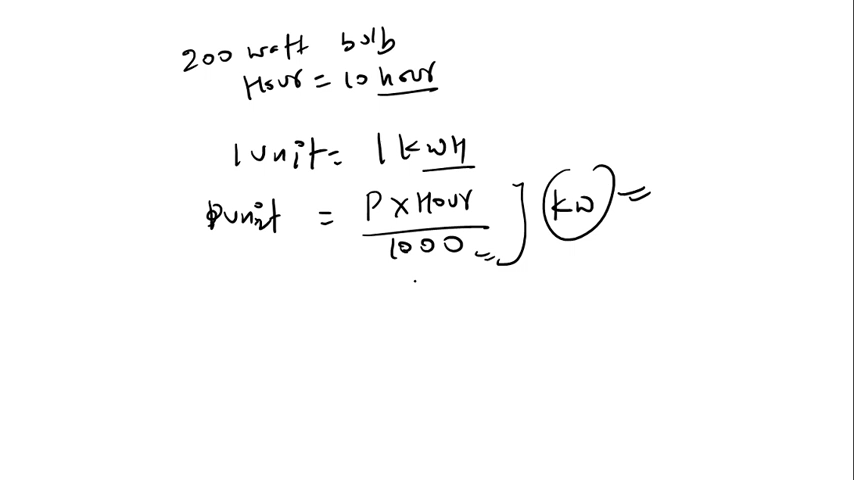 200 watt bulb
Hour = 10 hour
1 unit = 1 kWH
unit = P x Hour
1000
kw =